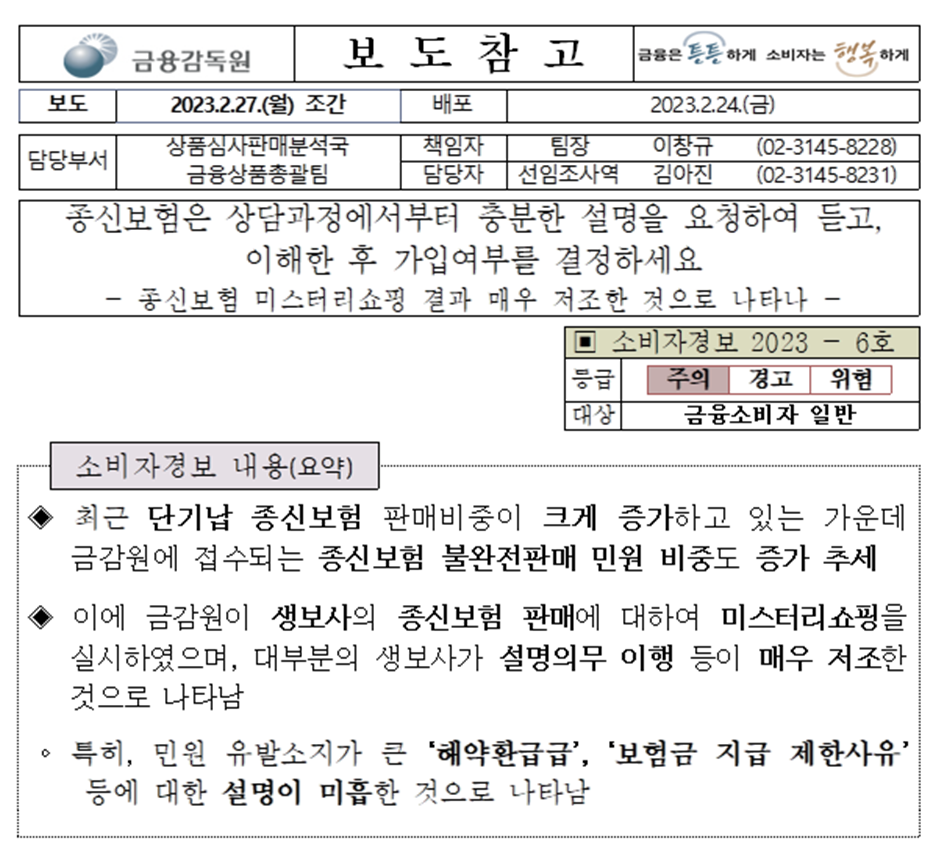 금융감독원 보 도 참 고 금융은 튼튼하게 소비자는 행복하게
보도 2023.2.27.(월) 조간 배포 2023.2.24.(금)
담당부서 상품심사판매분석국 책임자 팀장 이창규 (02-3145-8228)
금융상품총괄팀 담당자 선임조사역 김아진 (02-3145-8231)
종신보험은 상담과정에서부터 충분한 설명을 요청하여 듣고,
이해한 후 가입여부를 결정하세요
- 종신보험 미스터리쇼핑 결과 매우 저조한 것으로 나타나 -
▣ 소비자경보 2023 - 6호
등급 주의 경고 위험
대상 금융소비자 일반
소비자경보 내용(요약)
◈ 최근 단기납 종신보험 판매비중이 크게 증가하고 있는 가운데
금감원에 접수되는 종신보험 불완전판매 민원 비중도 증가 추세
◈ 이에 금감원이 생보사의 종신보험 판매에 대하여 미스터리쇼핑을
실시하였으며, 대부분의 생보사가 설명의무 이행 등이 매우 저조한
것으로 나타남
◦ 특히, 민원 유발소지가 큰 ‘해약환급급’, ‘보험금 지급 제한사유’
등에 대한 설명이 미흡한 것으로 나타남